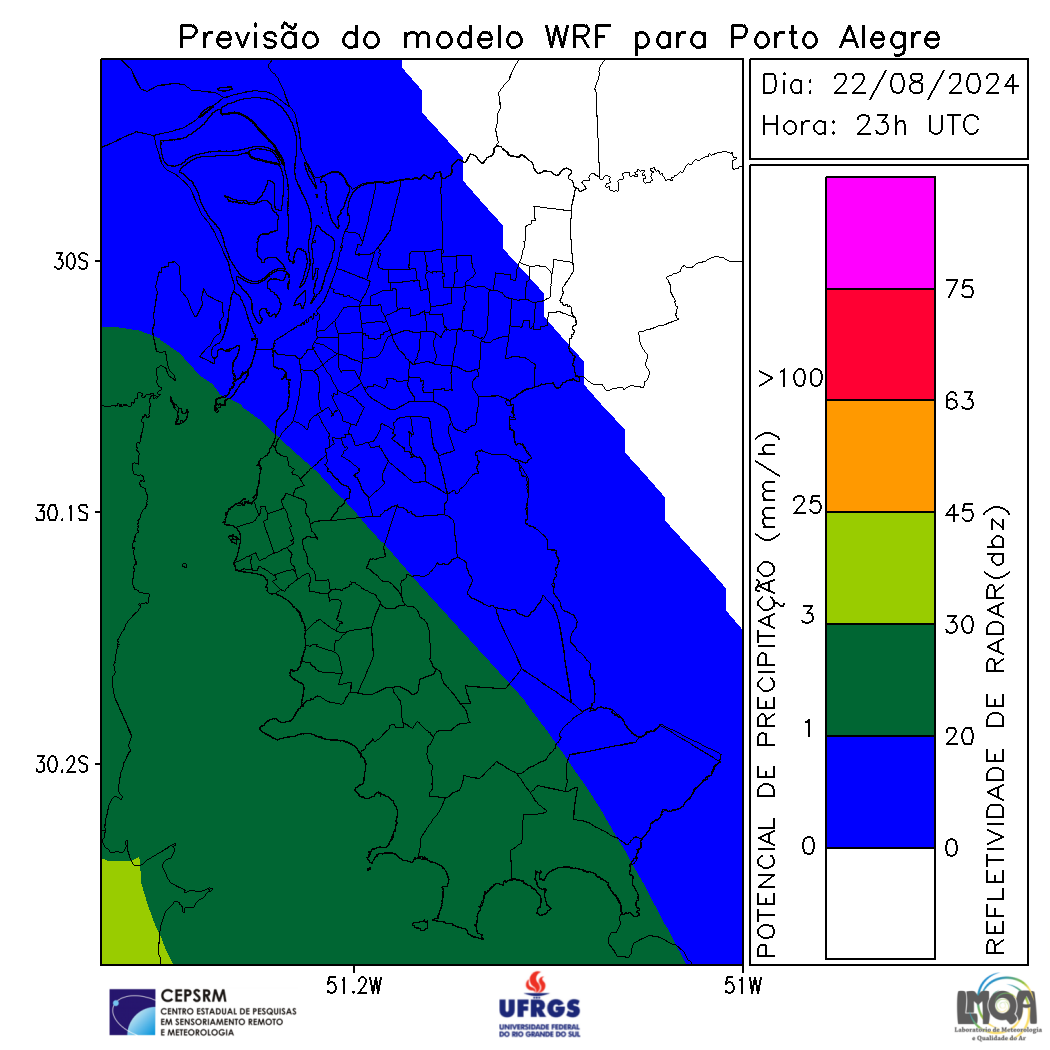 Previsão do modelo WRF para Porto Alegre
Dia: 22/08/2024
Hora: 23h UTC
30S
30.1S
30.2S
51.2W
51W
POTENCIAL DE PRECIPITAÇÃO (mm/h)
>100
25
3
1
0
75
63
45
30
20
0
REFLETIVIDADE DE RADAR(dbz)
CEPSRM
CENTRO ESTADUAL DE PESQUISAS
EM SENSORIAMENTO REMOTO
E METEOROLOGIA
UFRGS
UNIVERSIDADE FEDERAL
DO RIO GRANDE DO SUL
LMQA
Laboratório de Meteorologia
e Qualidade do Ar